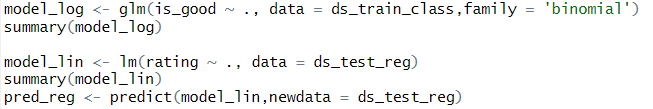 model_log <- glm(is_good ~ ., data = ds_train_class,family = 'binomial')
summary(model_log)
model_lin <- lm(rating ~ ., data = ds_test_reg)
summary(model_lin)
pred_reg <- predict(model_lin,newdata = ds_test_reg)